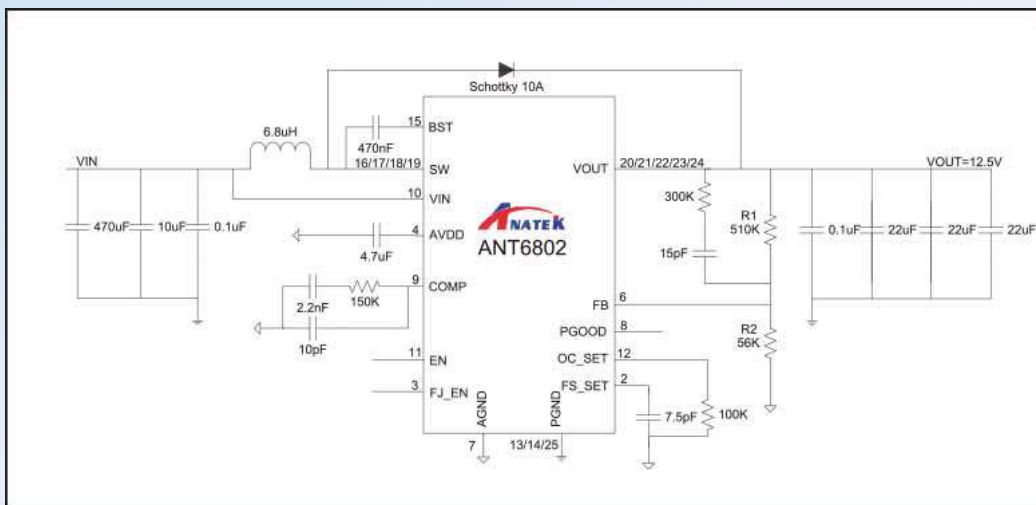 Schottky 10A
6.8uH
15
BST
470nF
16/17/18/19
SW
VIN
10
VIN
470uF
10uF
0.1uF
4
AVDD
4.7uF
9
COMP
2.2nF
150K
10pF
11
EN
3
FJ_EN
ANATEK
ANT6802
VOUT
20/21/22/23/24
VOUT=12.5V
300K
R1
510K
15pF
0.1uF
22uF
22uF
22uF
FB
6
PGOOD
8
R2
56K
OC_SET
12
FS_SET
2
7.5pF
100K
AGND
PGND
7
13/14/25